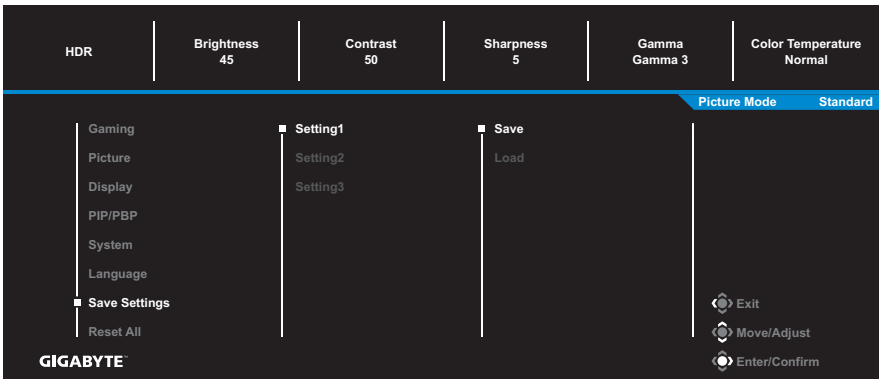 HDR
Brightness
45
Contrast
50
Sharpness
5
Gamma
Gamma 3
Color Temperature
Normal
Picture Mode Standard
Gaming Setting1 Save
Picture Setting2 Load
Display Setting3
PIP/PBP
System
Language
Save Settings Exit
Reset All Move/Adjust
GIGABYTE™ Enter/Confirm